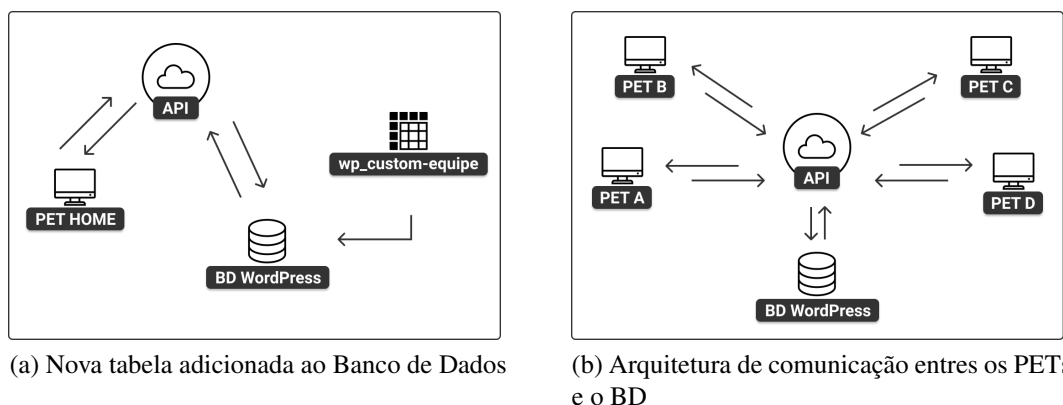 API
wp_custom-equipe
PET HOME
BD WordPress
(a) Nova tabela adicionada ao Banco de Dados
PET B
PET C
API
PET A
PET D
BD WordPress
(b) Arquitetura de comunicação entres os PETs
e o BD